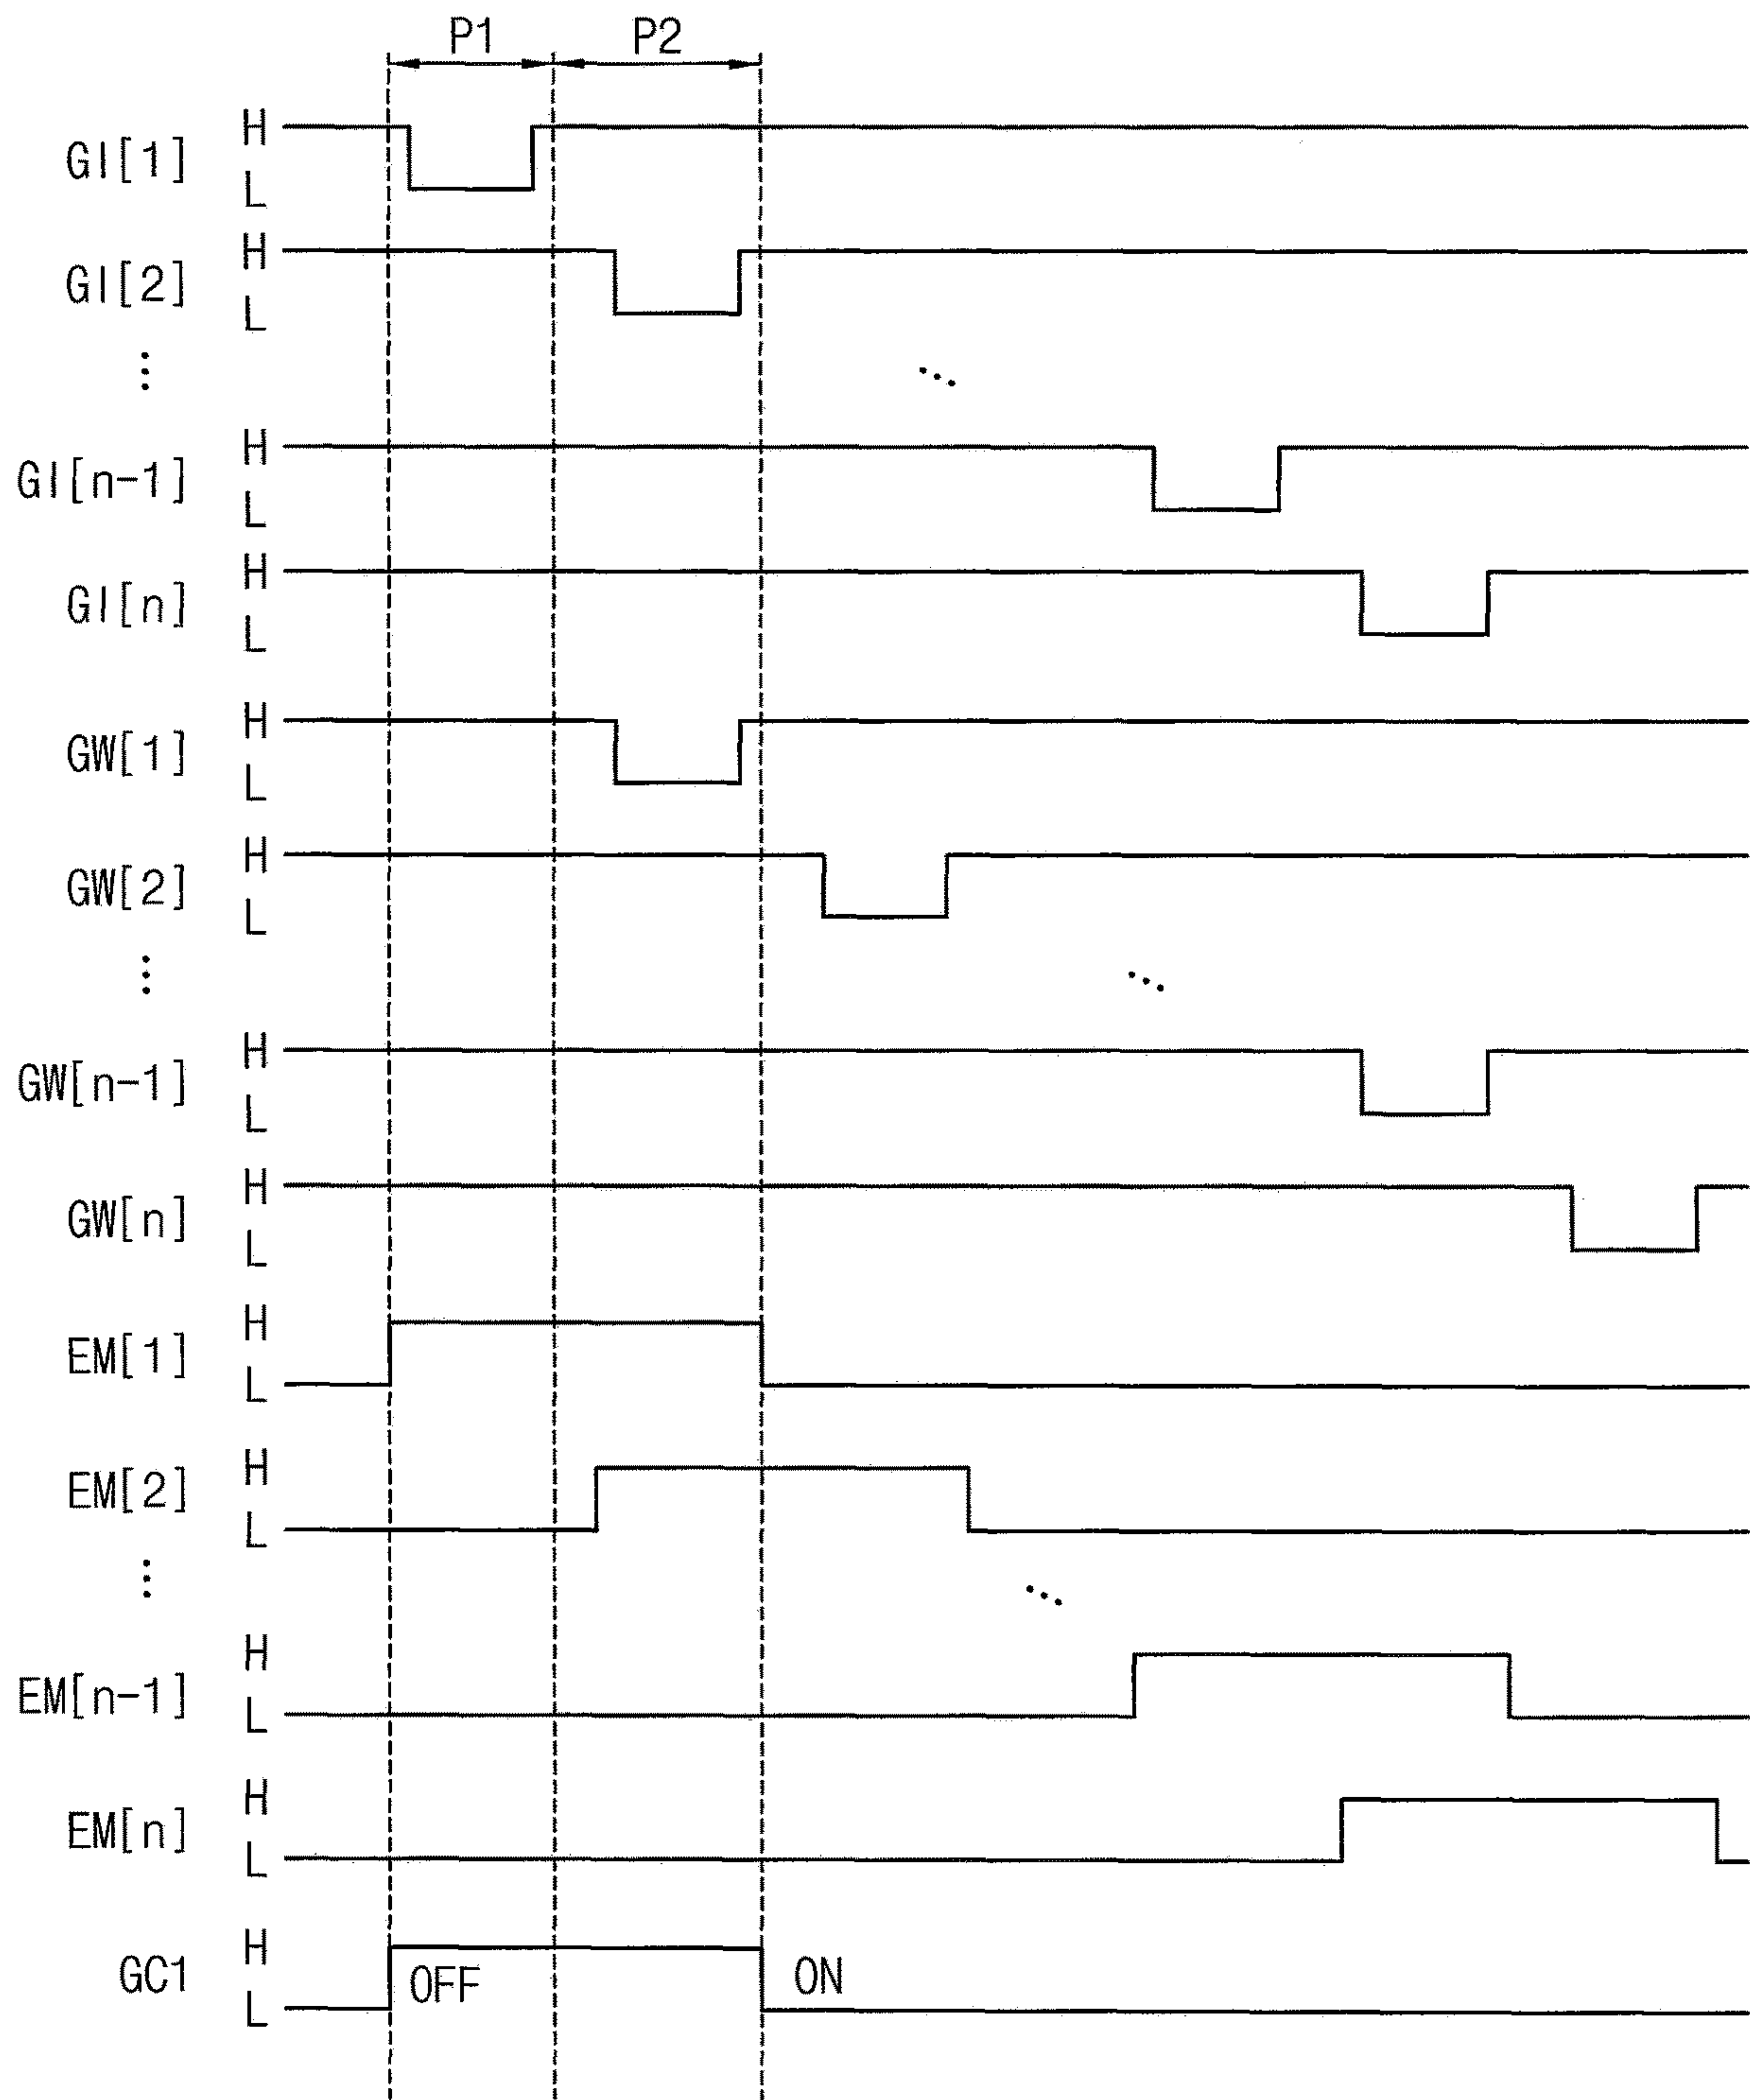 P1 P2
H
GI[1]
L
H
GI[2]
L
⋮ ⋱
H
GI[n-1]
L
H
GI[n]
L
H
GW[1]
L
H
GW[2]
L
⋮ ⋱
H
GW[n-1]
L
H
GW[n]
L
H
EM[1]
L
H
EM[2]
L
⋮ ⋱
H
EM[n-1]
L
H
EM[n]
L
H
GC1 OFF ON
L